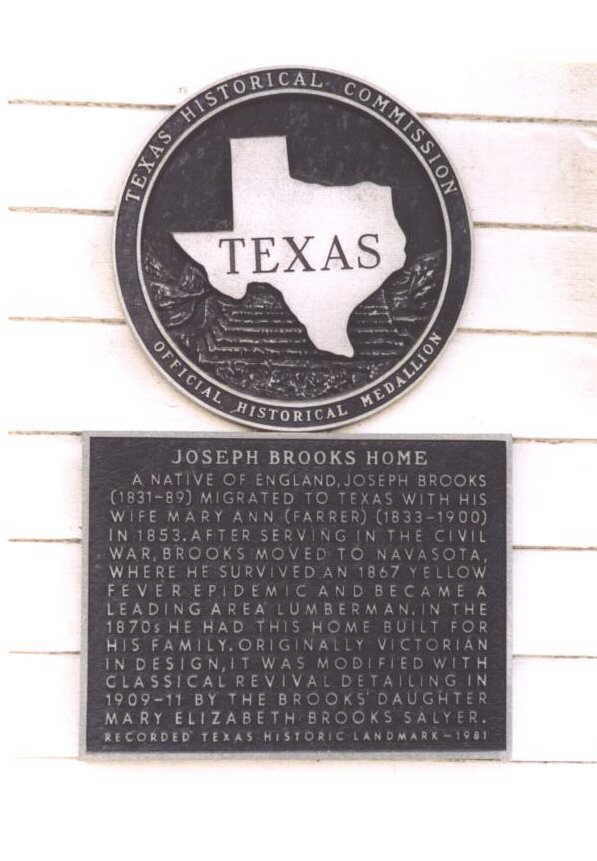 TEXAS HISTORICAL COMMISSION
TEXAS
OFFICIAL HISTORICAL MEDALLION
JOSEPH BROOKS HOME
A NATIVE OF ENGLAND, JOSEPH BROOKS
(1831-89) MIGRATED TO TEXAS WITH HIS
WIFE MARY ANN (FARRER) (1833-1900)
IN 1853. AFTER SERVING IN THE CIVIL
WAR, BROOKS MOVED TO NAVASOTA,
WHERE HE SURVIVED AN 1867 YELLOW
FEVER EPIDEMIC AND BECAME A
LEADING AREA LUMBERMAN. IN THE
1870s HE HAD THIS HOME BUILT FOR
HIS FAMILY. ORIGINALLY VICTORIAN
IN DESIGN, IT WAS MODIFIED WITH
CLASSICAL REVIVAL DETAILING IN
1909-11 BY THE BROOKS' DAUGHTER
MARY ELIZABETH BROOKS SALYER.
RECORDED TEXAS HISTORIC LANDMARK-1981